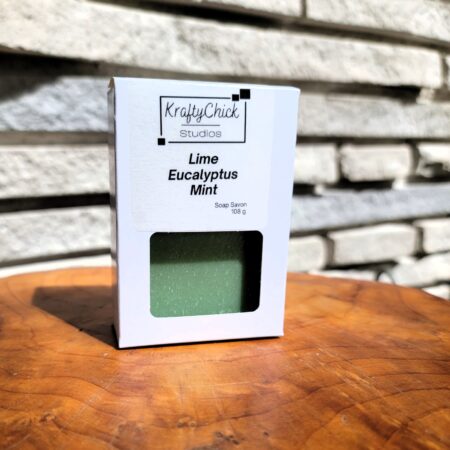 KraftyChick
Studios
Lime
Eucalyptus
Mint
Soap Savon
108 g